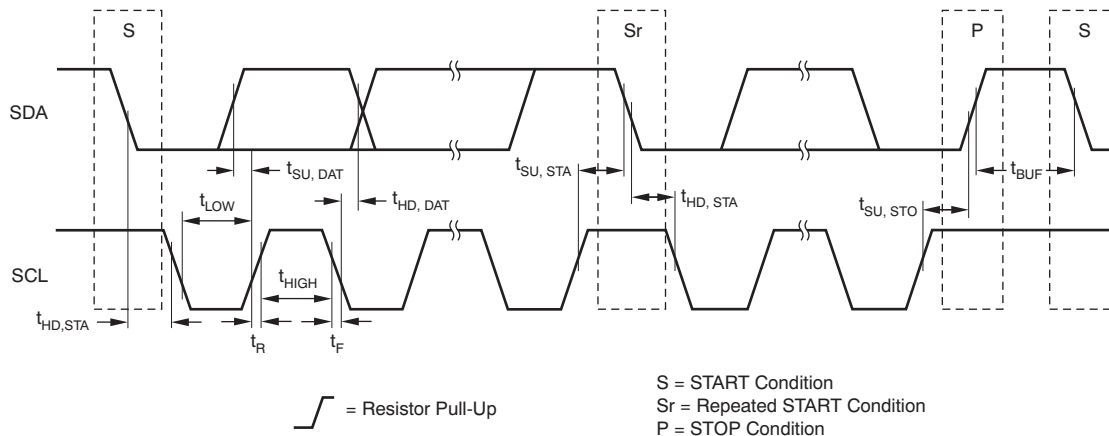 S
Sr
P
S
SDA
tSU, DAT
tSU, STA
tBUF
tLOW
tHD, DAT
tHD, STA
tSU, STO
SCL
tHIGH
tHD,STA
tR
tF
= Resistor Pull-Up
S = START Condition
Sr = Repeated START Condition
P = STOP Condition